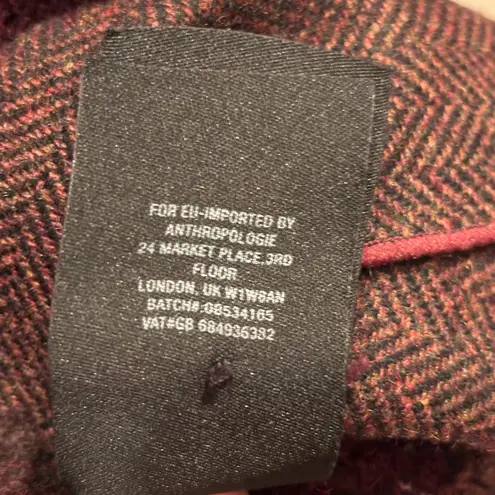 FOR EU-IMPORTED BY
ANTHROPOLOGIE
24 MARKET PLACE,3RD
FLOOR
LONDON, UK W1W8AN
BATCH#:08534165
VAT#GB 684936382